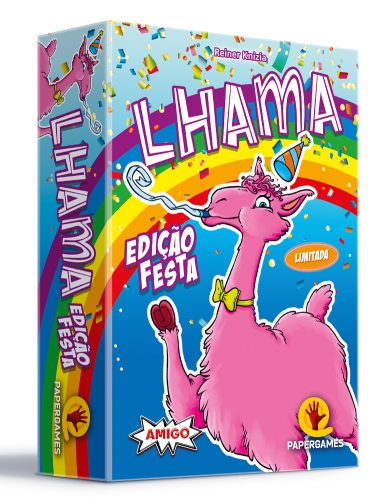 Reiner Knizia
LHAMA
EDIÇÃO
FESTA
LIMITADA
AMIGO
PAPERGAMES
LHAMA
EDIÇÃO
FESTA
PAPERGAMES